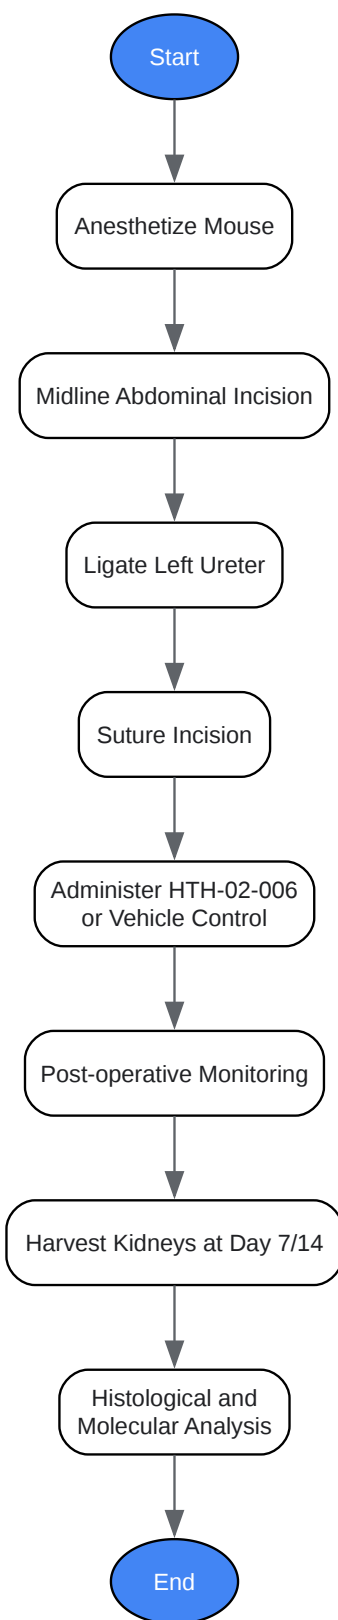 Start
Anesthetize Mouse
Midline Abdominal Incision
Ligate Left Ureter
Suture Incision
Administer HTH-02-006
or Vehicle Control
Post-operative Monitoring
Harvest Kidneys at Day 7/14
Histological and
Molecular Analysis
End